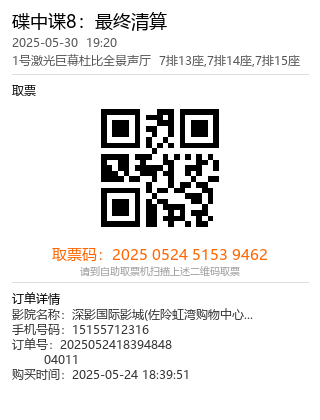 碟中谍8：最终清算
2025-05-30 19:20
1号激光巨幕杜比全景声厅 7排13座,7排14座,7排15座
取票
取票码：2025 0524 5153 9462
请到自助取票机扫描上述二维码取票
订单详情
影院名称：深影国际影城(佐阾虹湾购物中心...
手机号码：15155712316
订单号：2025052418394848
04011
购买时间：2025-05-24 18:39:51